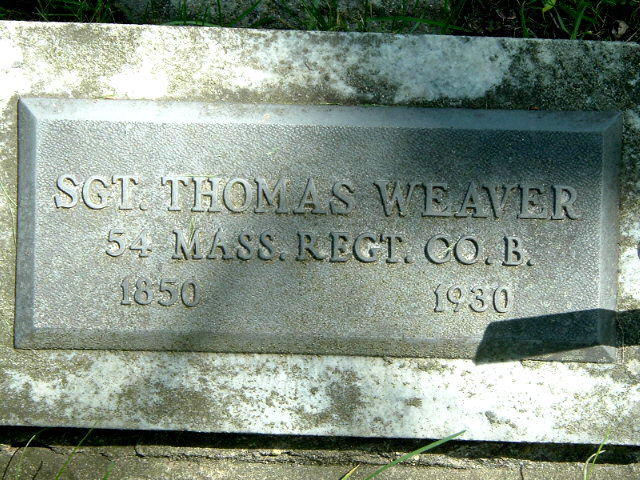 SGT. THOMAS WEAVER
54 MASS. REGT. CO. B.
1850 1930